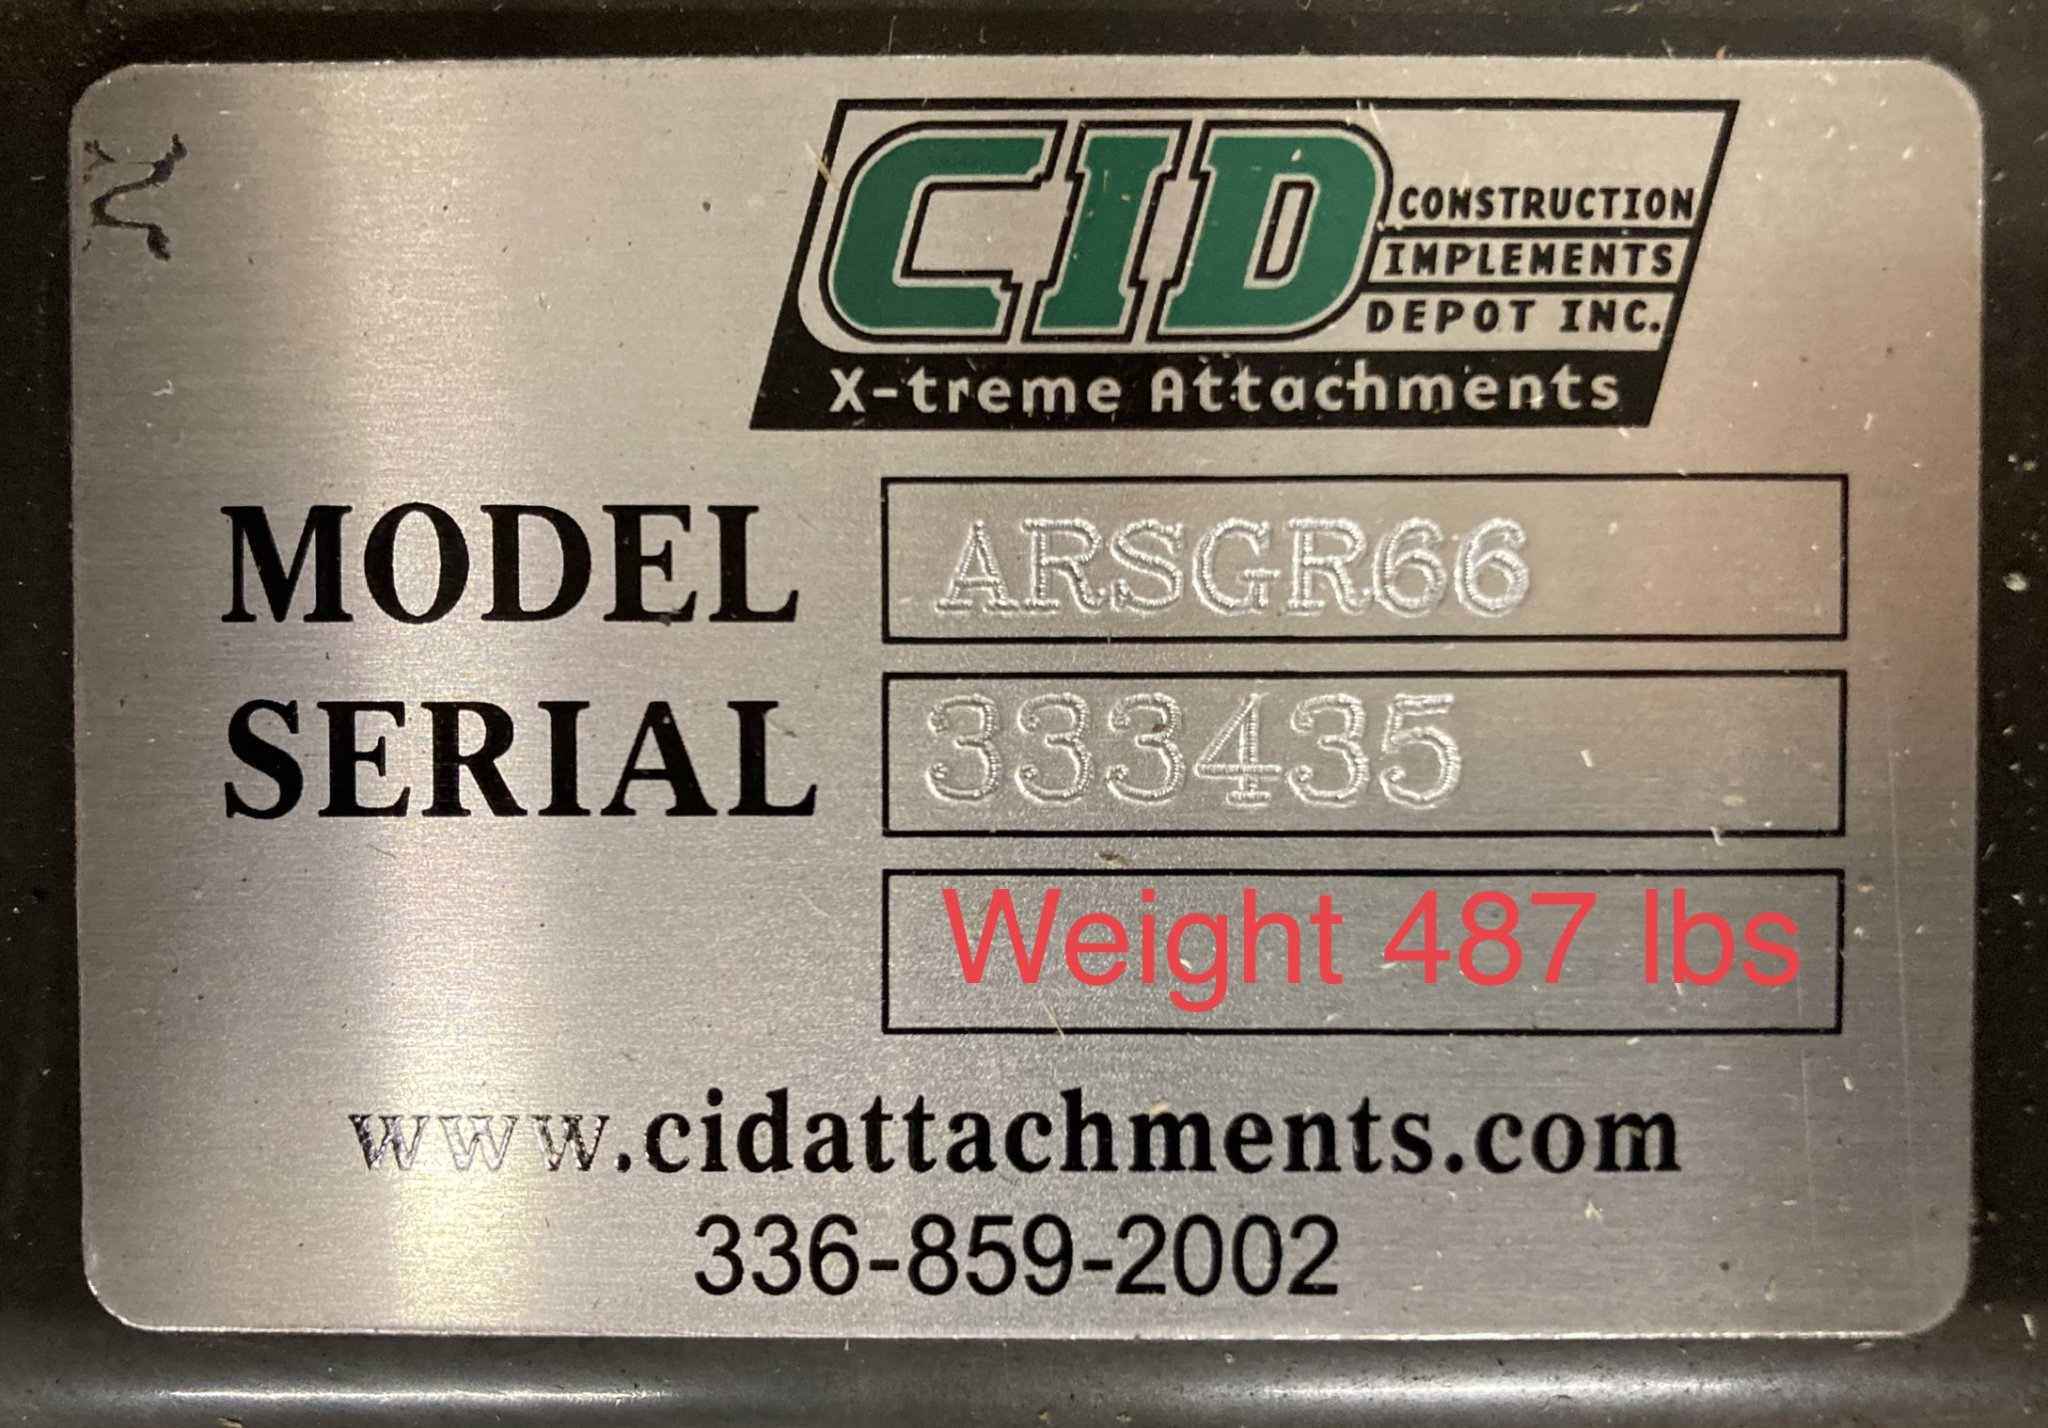 CID
CONSTRUCTION
IMPLEMENTS
DEPOT INC.
X-treme Attachments
MODEL ARSGR66
SERIAL 333435
Weight 487 lbs
www.cidattachments.com
336-859-2002